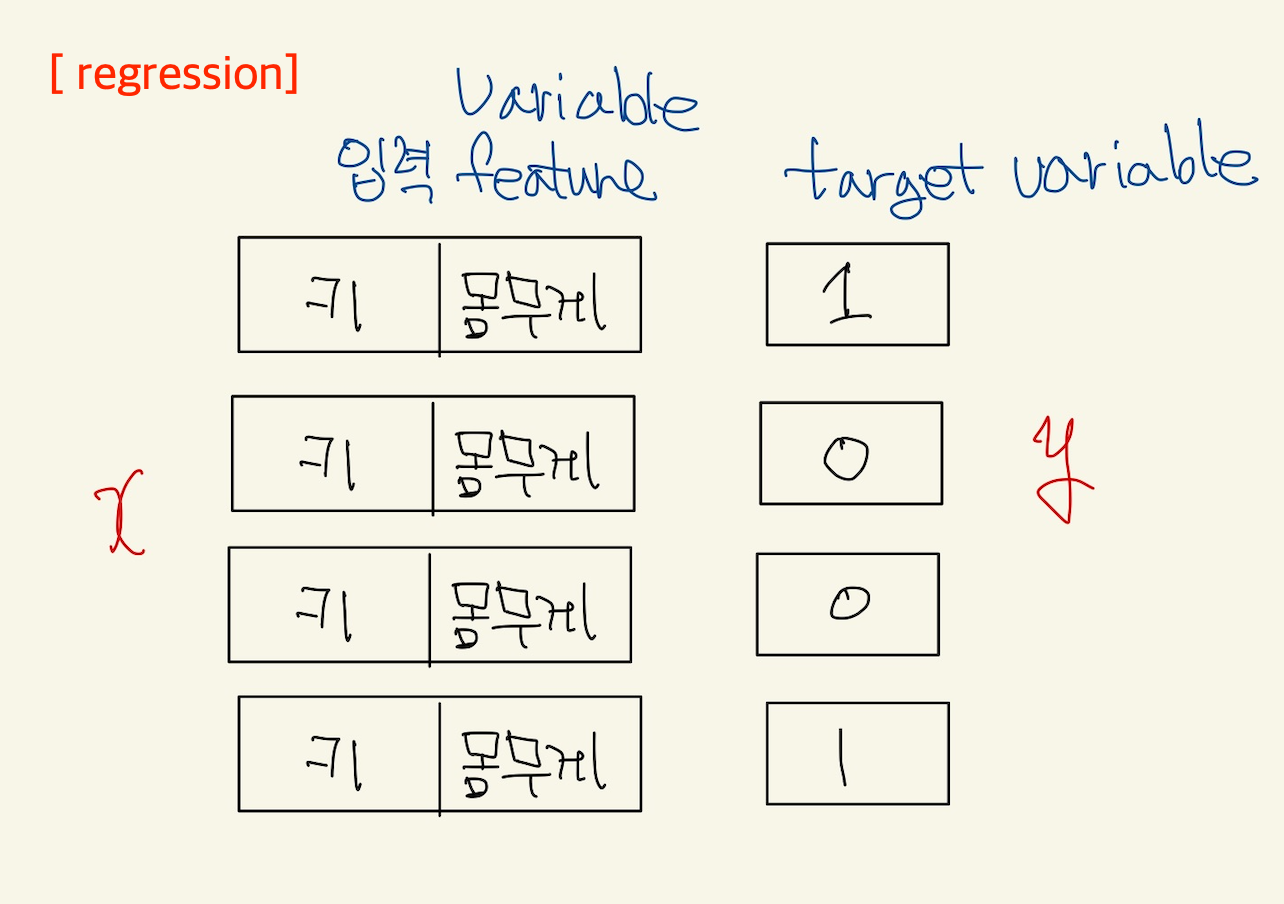 [ regression]
variable
입력 feature target variable
키 몸무게 1
키 몸무게 0
x y
키 몸무게 0
키 몸무게 1